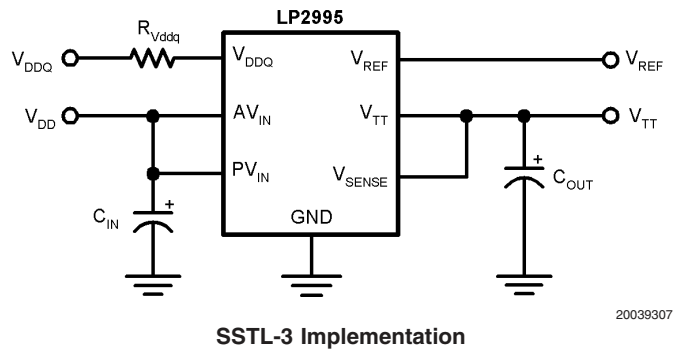 LP2995
R_Vddq
V_DDQ
V_DDQ
V_REF
V_REF
V_DD
AV_IN
V_TT
V_TT
PV_IN
V_SENSE
+
C_IN
+
C_OUT
GND
20039307
SSTL-3 Implementation